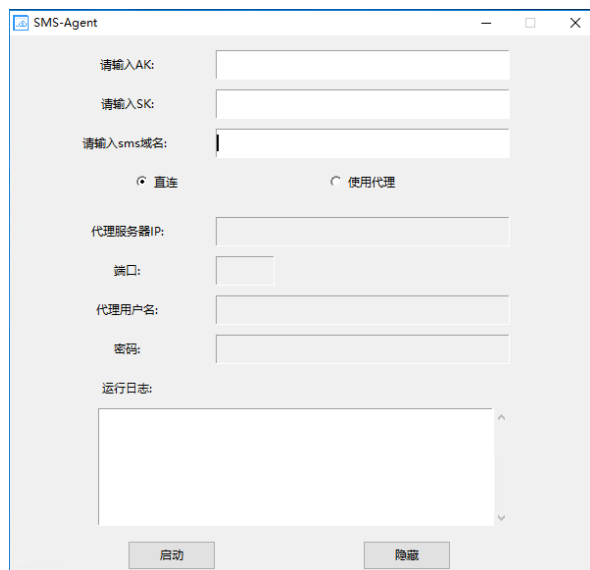 SMS-Agent
请输入AK:
请输入SK:
请输入sms域名:
直连 使用代理
代理服务器IP:
端口:
代理用户名:
密码:
运行日志:
启动 隐藏